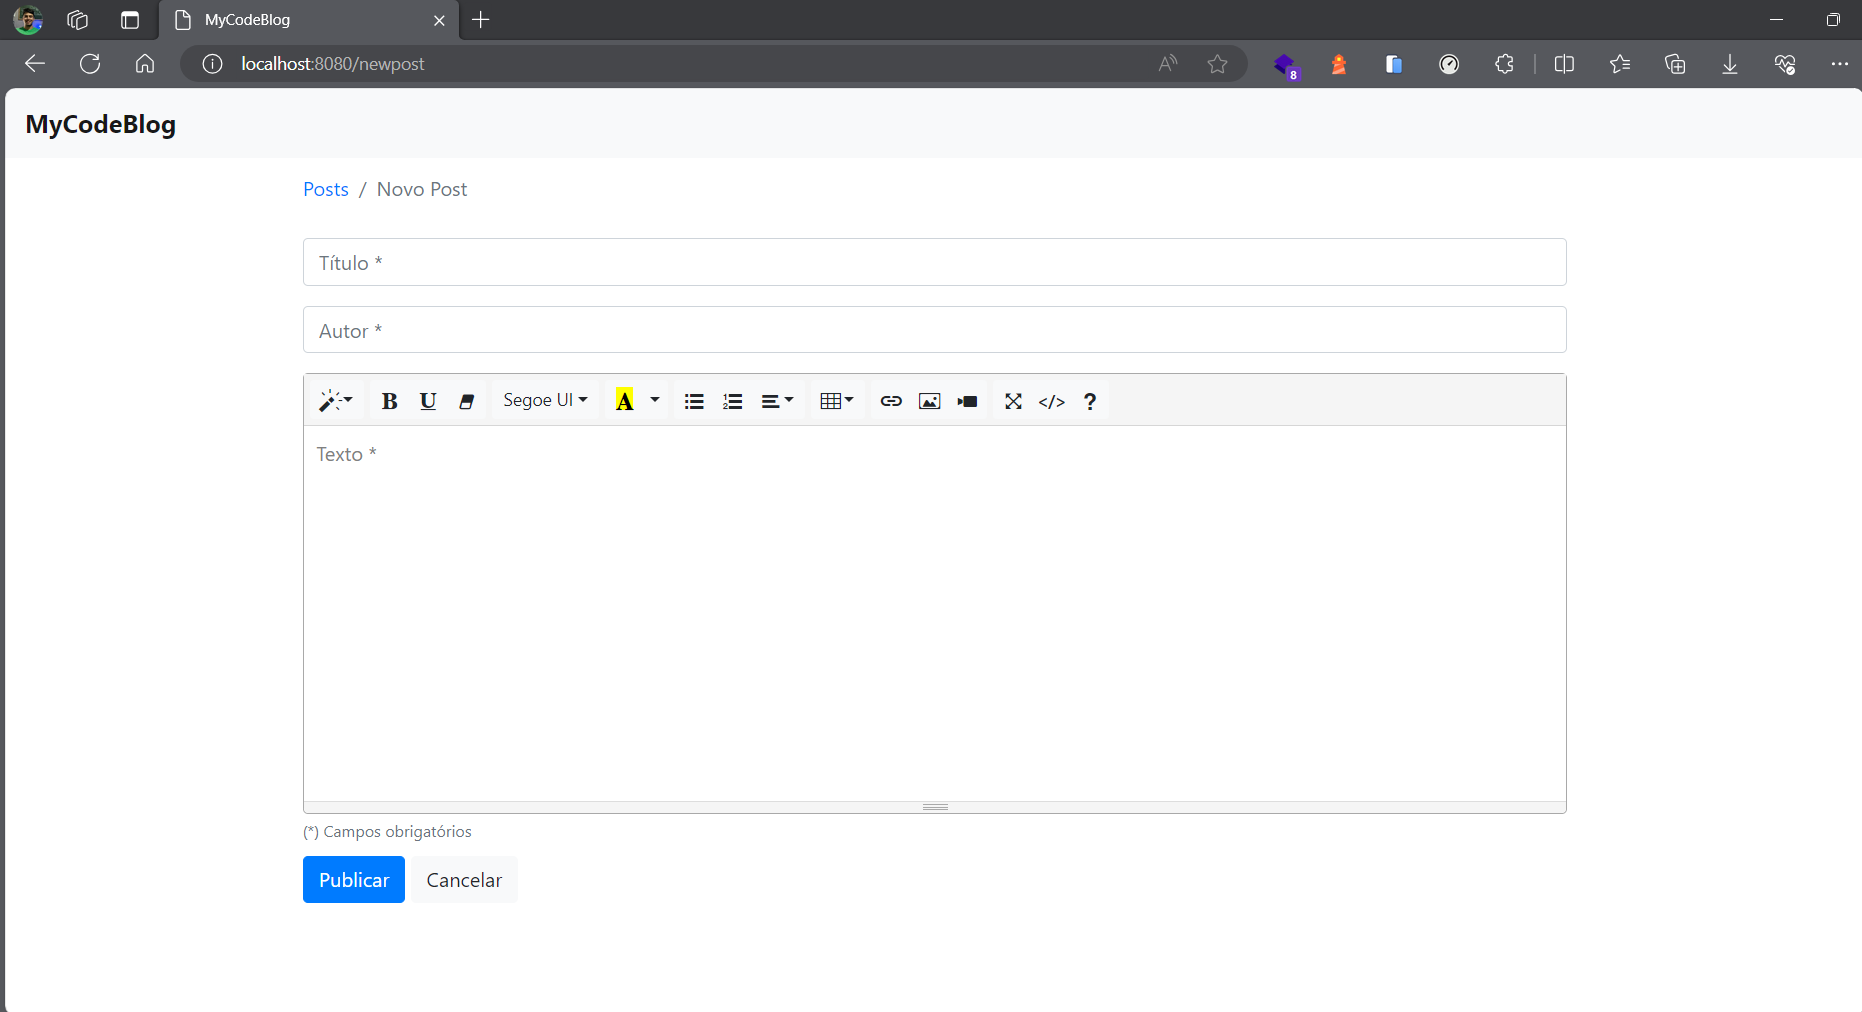 MyCodeBlog
localhost:8080/newpost
8
MyCodeBlog
Posts / Novo Post
Título *
Autor *
B U Segoe UI A </> ?
Texto *
(*) Campos obrigatórios
Publicar Cancelar